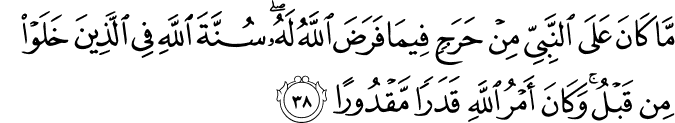 مَّا كَانَ عَلَى ٱلنَّبِيِّ مِنْ حَرَجٍ فِيمَا فَرَضَ ٱللَّهُ لَهُۥۖ سُنَّةَ ٱللَّهِ فِى ٱلَّذِينَ خَلَوْا۟
مِن قَبْلُۚ وَكَانَ أَمْرُ ٱللَّهِ قَدَرًا مَّقْدُورًا ٣٨